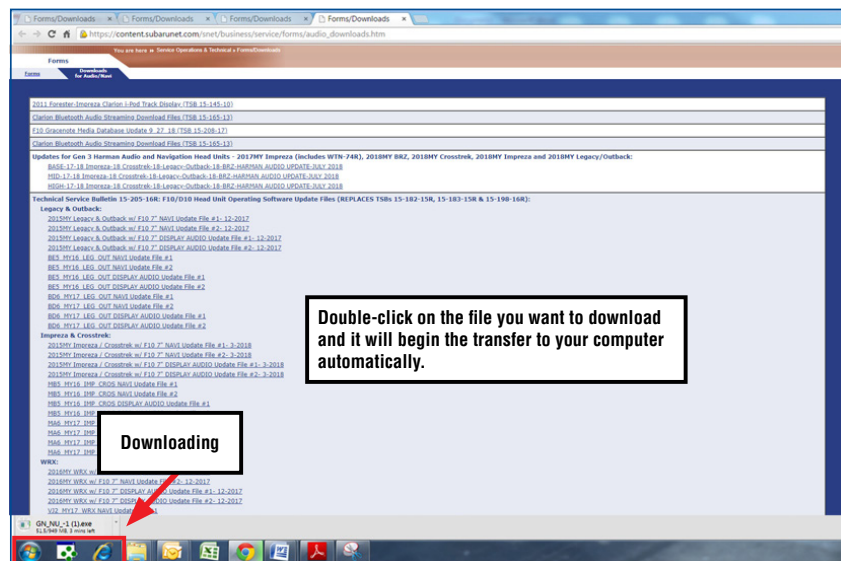 Forms/Downloads × Forms/Downloads × Forms/Downloads × Forms/Downloads ×
https://content.subarunet.com/snet/business/service/forms/audio_downloads.htm
You are here » Service Operations & Technical » Forms/Downloads
Forms
Forms
Downloads
for Audio/Navi
2011 Forester-Impreza Clarion i-Pod Track Display (TSB 15-145-10)
Clarion Bluetooth Audio Streaming Download Files (TSB 15-165-13)
F10 Gracenote Media Database Update 9_27_18 (TSB 15-208-17)
Clarion Bluetooth Audio Streaming Download Files (TSB 15-165-13)
Updates for Gen 3 Harman Audio and Navigation Head Units - 2017MY Impreza (includes WTN-74R), 2018MY BRZ, 2018MY Crosstrek, 2018MY Impreza and 2018MY Legacy/Outback:
BASE-17-18 Impreza-18 Crosstrek-18-Legacy-Outback-18-BRZ-HARMAN AUDIO UPDATE-JULY 2018
MID-17-18 Impreza-18 Crosstrek-18-Legacy-Outback-18-BRZ-HARMAN AUDIO UPDATE-JULY 2018
HIGH-17-18 Impreza-18 Crosstrek-18-Legacy-Outback-18-BRZ-HARMAN AUDIO UPDATE-JULY 2018
Technical Service Bulletin 15-205-16R: F10/D10 Head Unit Operating Software Update Files (REPLACES TSBs 15-182-15R, 15-183-15R & 15-198-16R):
Legacy & Outback:
2015MY Legacy & Outback w/ F10 7" NAVI Update File #1- 12-2017
2015MY Legacy & Outback w/ F10 7" NAVI Update File #2- 12-2017
2015MY Legacy & Outback w/ F10 7" DISPLAY AUDIO Update File #1- 12-2017
2015MY Legacy & Outback w/ F10 7" DISPLAY AUDIO Update File #2- 12-2017
BE5_MY16_LEG_OUT NAVI Update File #1
BE5_MY16_LEG_OUT NAVI Update File #2
BE5_MY16_LEG_OUT DISPLAY AUDIO Update File #1
BE5_MY16_LEG_OUT DISPLAY AUDIO Update File #2
BD6_MY17_LEG_OUT NAVI Update File #1
BD6_MY17_LEG_OUT NAVI Update File #2
BD6_MY17_LEG_OUT DISPLAY AUDIO Update File #1
BD6_MY17_LEG_OUT DISPLAY AUDIO Update File #2
Double-click on the file you want to download
and it will begin the transfer to your computer
automatically.
Impreza & Crosstrek:
2015MY Impreza / Crosstrek w/ F10 7" NAVI Update File #1- 3-2018
2015MY Impreza / Crosstrek w/ F10 7" NAVI Update File #2- 3-2018
2015MY Impreza / Crosstrek w/ F10 7" DISPLAY AUDIO Update File #1- 3-2018
2015MY Impreza / Crosstrek w/ F10 7" DISPLAY AUDIO Update File #2- 3-2018
MB5_MY16_IMP_CROS NAVI Update File #1
MB5_MY16_IMP_CROS NAVI Update File #2
MB5_MY16_IMP_CROS DISPLAY AUDIO Update File #1
MB5_MY16_IMP
MA6_MY17_IMP
MA6_MY17_IMP
MA6_MY17_IMP
MA6_MY17_IMP
Downloading
WRX:
2016MY WRX w/
2016MY WRX w/ F10 7" NAVI Update File #2- 12-2017
2016MY WRX w/ F10 7" DISPLAY AUDIO Update File #1- 12-2017
2016MY WRX w/ F10 7" DISPLAY AUDIO Update File #2- 12-2017
VJ2_MY17_WRX NAVI Update
GN_NU_-1 (1).exe
/949 MB, 3 mins left